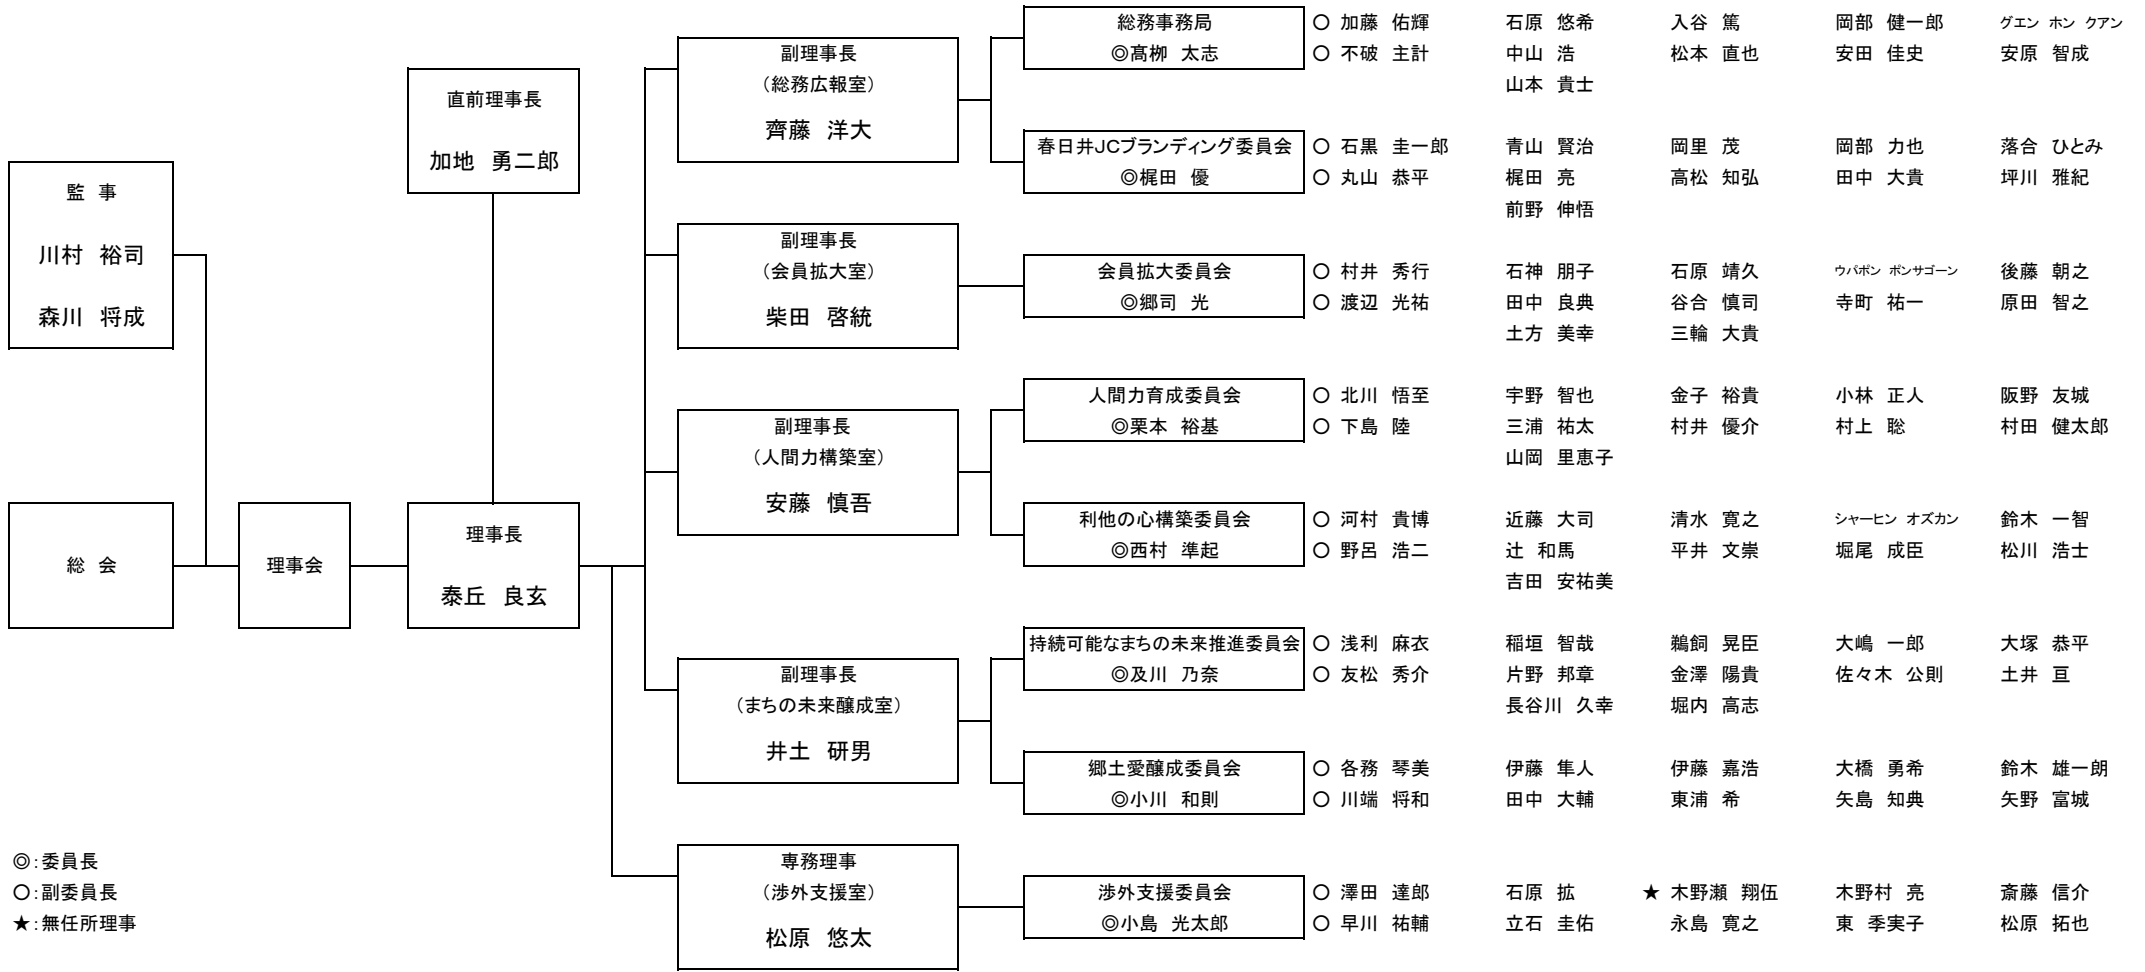 監　事
川村　裕司
森川　将成
総　会
理事会
直前理事長
加地　勇二郎
理事長
泰丘　良玄
副理事長
（総務広報室）
齊藤　洋大
総務事務局
◎髙栁　太志
○ 加藤　佑輝　石原　悠希　入谷　篤　岡部　健一郎　グエン　ホン　クアン
○ 不破　主計　中山　浩　松本　直也　安田　佳史　安原　智成
山本　貴士
春日井JCブランディング委員会
◎梶田　優
○ 石黒　圭一郎　青山　賢治　岡里　茂　岡部　力也　落合　ひとみ
○ 丸山　恭平　梶田　亮　高松　知弘　田中　大貴　坪川　雅紀
前野　伸悟
副理事長
（会員拡大室）
柴田　啓統
会員拡大委員会
◎郷司　光
○ 村井　秀行　石神　朋子　石原　靖久　ウパポン　ポンサゴーン　後藤　朝之
○ 渡辺　光祐　田中　良典　谷合　慎司　寺町　祐一　原田　智之
土方　美幸　三輪　大貴
副理事長
（人間力構築室）
安藤　慎吾
人間力育成委員会
◎栗本　裕基
○ 北川　悟至　宇野　智也　金子　裕貴　小林　正人　阪野　友城
○ 下島　陸　三浦　祐太　村井　優介　村上　聡　村田　健太郎
山岡　里恵子
利他の心構築委員会
◎西村　準起
○ 河村　貴博　近藤　大司　清水　寛之　シャーヒン　オズカン　鈴木　一智
○ 野呂　浩二　辻　和馬　平井　文崇　堀尾　成臣　松川　浩士
吉田　安祐美
副理事長
（まちの未来醸成室）
井土　研男
持続可能なまちの未来推進委員会
◎及川　乃奈
○ 浅利　麻衣　稲垣　智哉　鵜飼　晃臣　大嶋　一郎　大塚　恭平
○ 友松　秀介　片野　邦章　金澤　陽貴　佐々木　公則　土井　亘
長谷川　久幸　堀内　高志
郷土愛醸成委員会
◎小川　和則
○ 各務　琴美　伊藤　隼人　伊藤　嘉浩　大橋　勇希　鈴木　雄一朗
○ 川端　将和　田中　大輔　東浦　希　矢島　知典　矢野　富城
専務理事
（渉外支援室）
松原　悠太
渉外支援委員会
◎小島　光太郎
○ 澤田　達郎　石原　拡　★ 木野瀬　翔伍　木野村　亮　斎藤　信介
○ 早川　祐輔　立石　圭佑　永島　寛之　東　季実子　松原　拓也
◎：委員長
○：副委員長
★：無任所理事